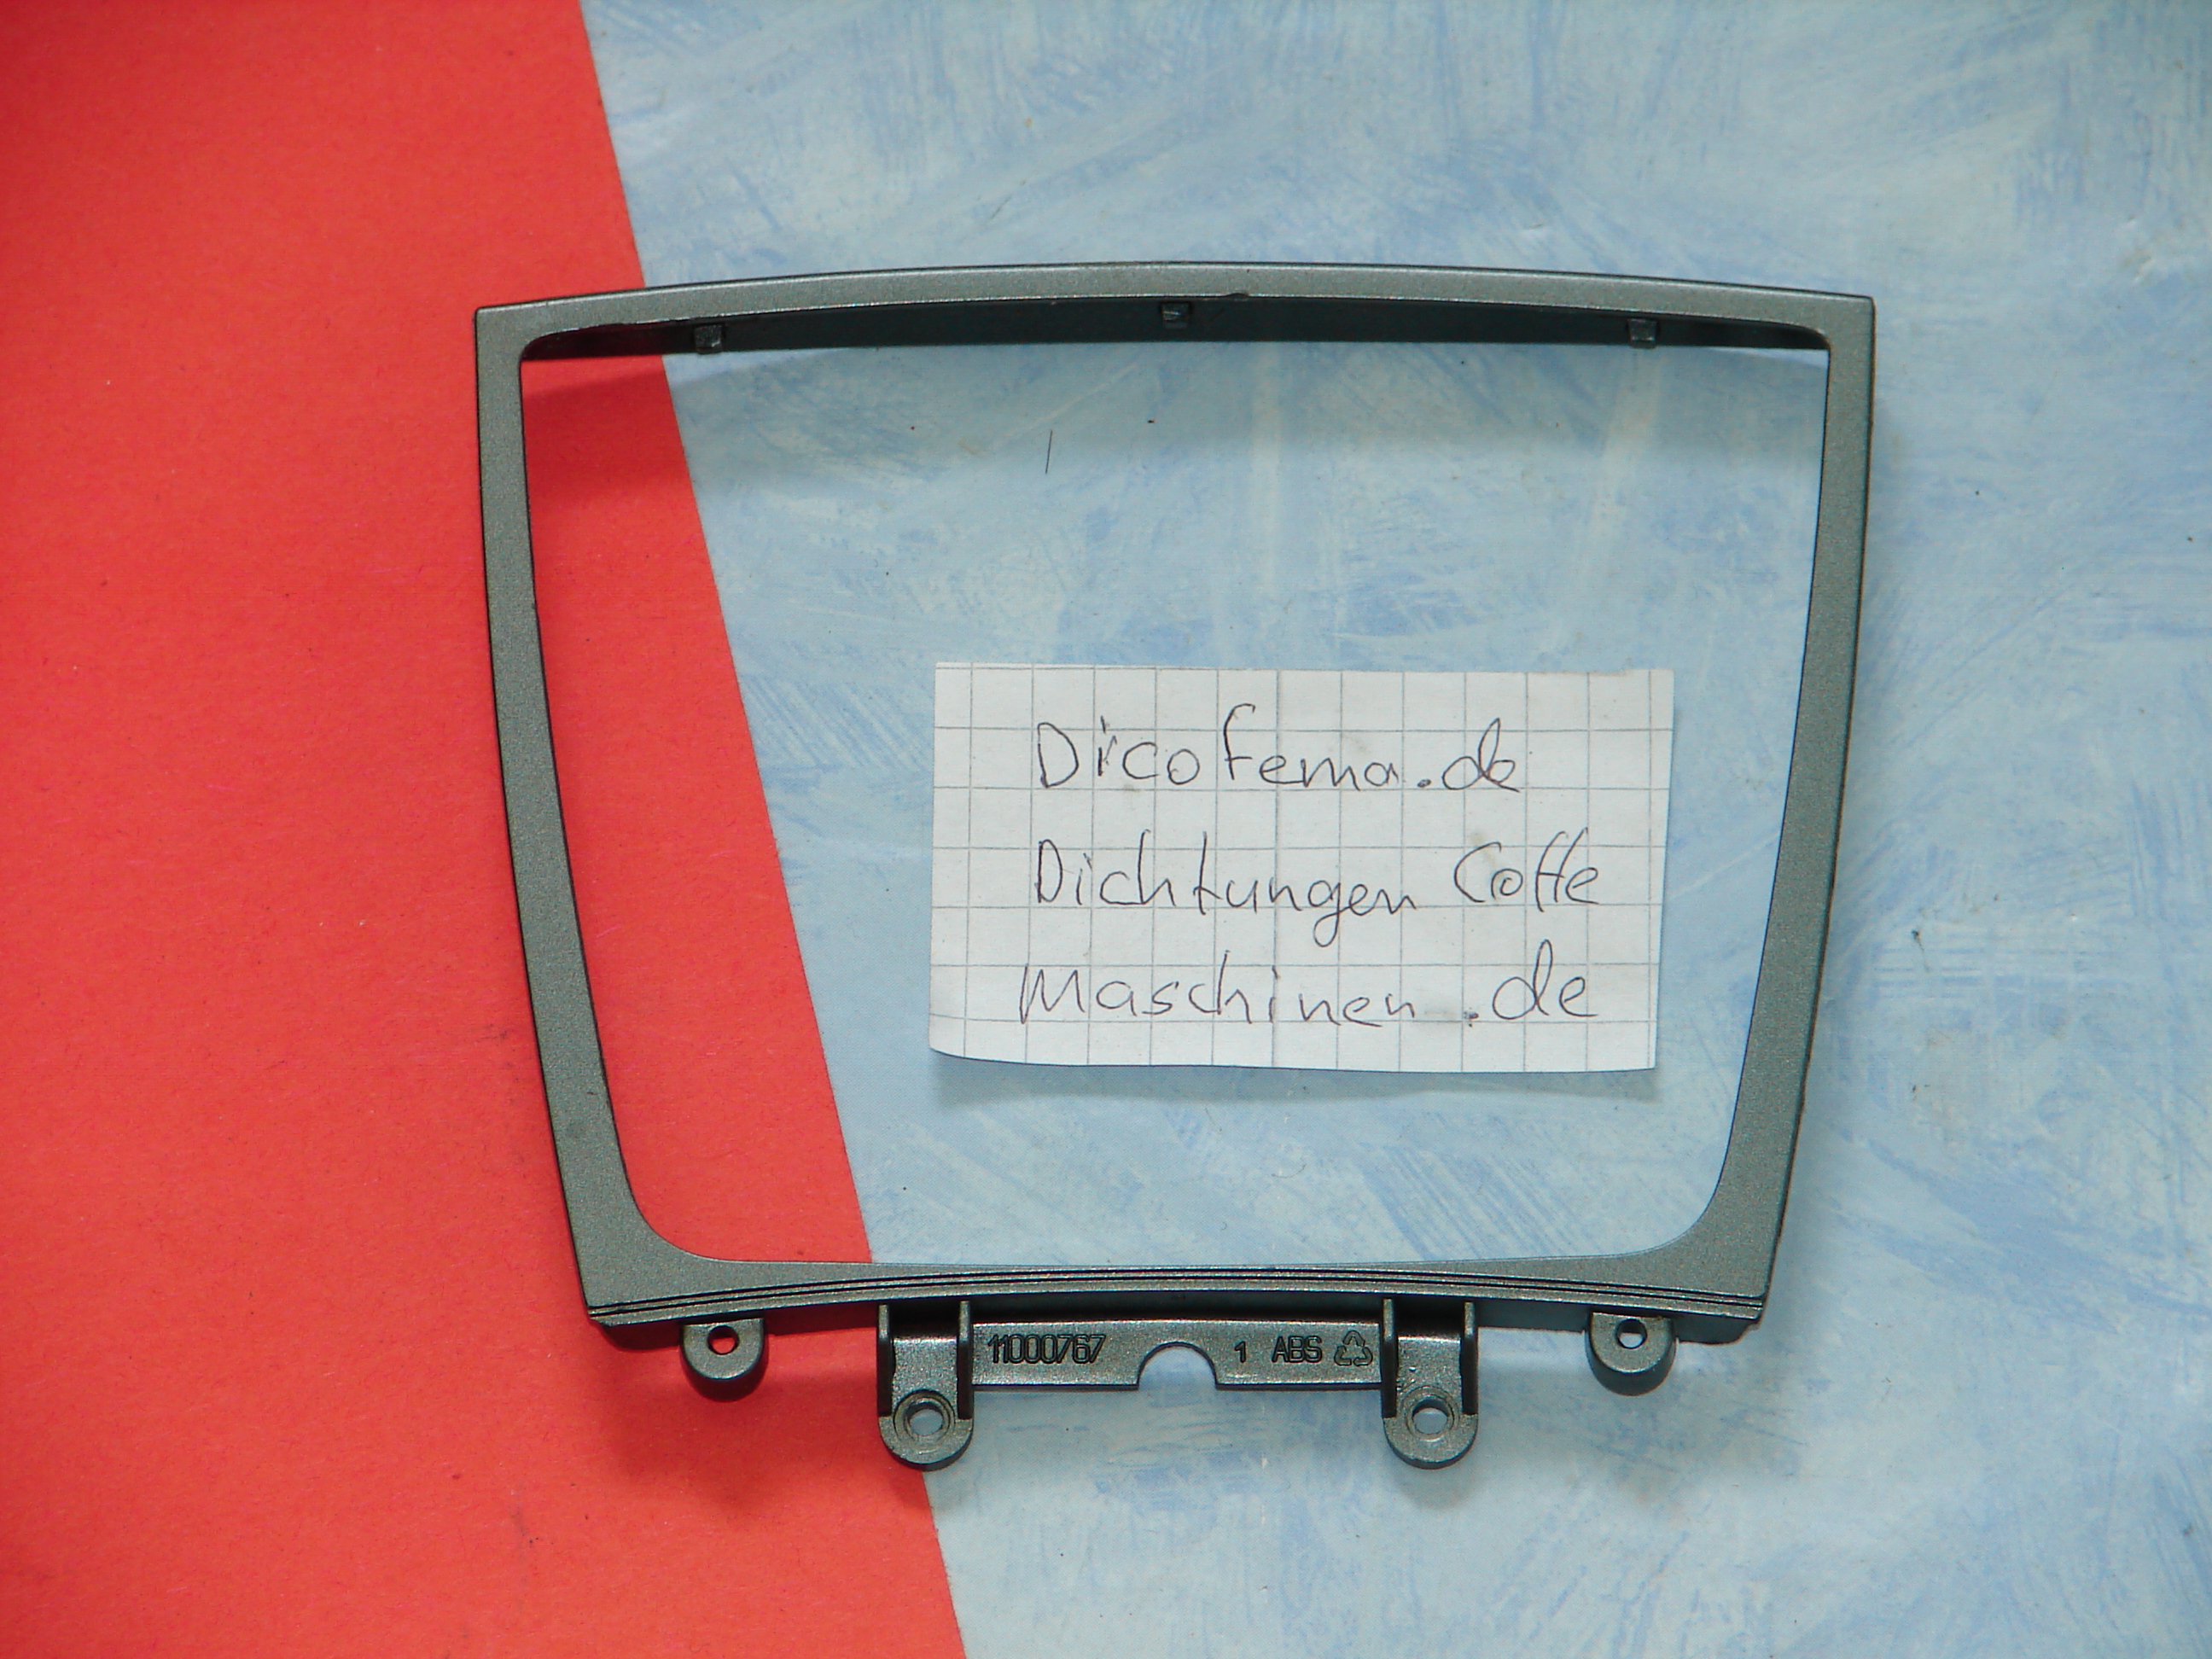 Dicofema.de
Dichtungen Coffe
Maschinen .de
11000767 1 ABS